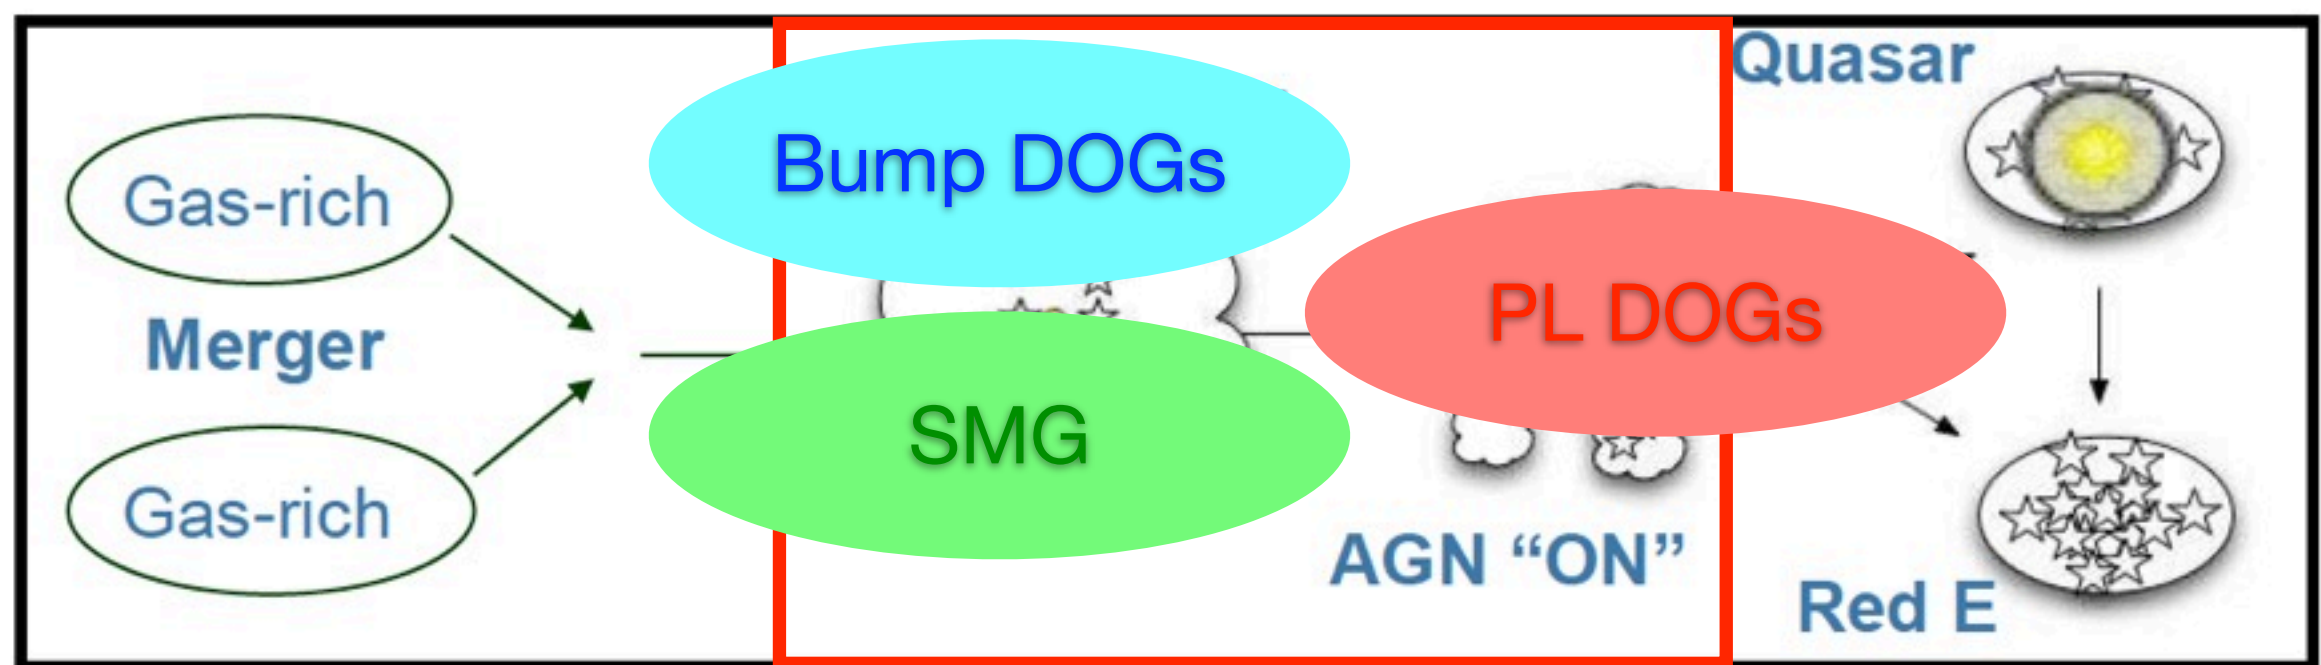 Gas-rich
Merger
Gas-rich
Bump DOGs
SMG
PL DOGs
AGN “ON”
Quasar
Red E